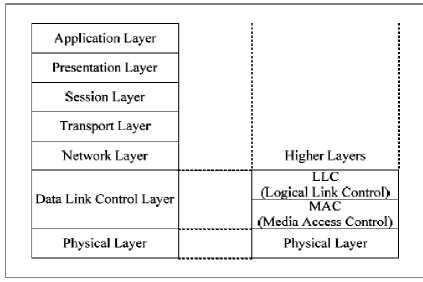 Application Layer
Presentation Layer
Session Layer
Transport Layer
Network Layer
Data Link Control Layer
Physical Layer
Higher Layers
LLC
(Logical Link Control)
MAC
(Media Access Control)
Physical Layer